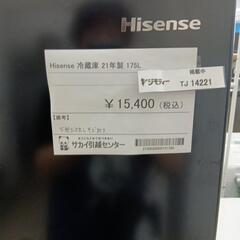 Hisense
Hisense 冷蔵庫 21年製 175L
ジモティー
掲載中
TJ 14221
￥15,400(税込)
【備考】
サカイ引越センター